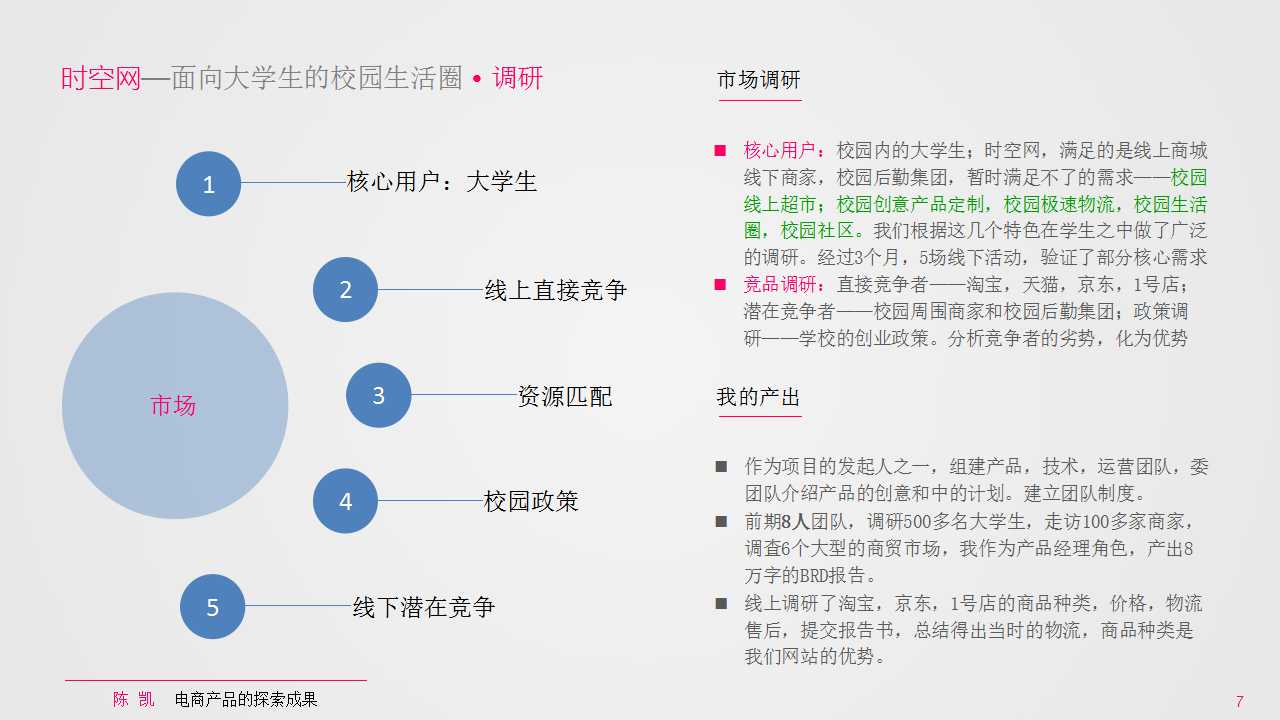 时空网—面向大学生的校园生活圈 • 调研
1
核心用户：大学生
2
线上直接竞争
市场
3
资源匹配
4
校园政策
5
线下潜在竞争
市场调研
■ 核心用户：校园内的大学生；时空网，满足的是线上商城
线下商家，校园后勤集团，暂时满足不了的需求——校园
线上超市；校园创意产品定制，校园极速物流，校园生活
圈，校园社区。我们根据这几个特色在学生之中做了广泛
的调研。经过3个月，5场线下活动，验证了部分核心需求
■ 竞品调研：直接竞争者——淘宝，天猫，京东，1号店；
潜在竞争者——校园周围商家和校园后勤集团；政策调
研——学校的创业政策。分析竞争者的劣势，化为优势
我的产出
■ 作为项目的发起人之一，组建产品，技术，运营团队，委
团队介绍产品的创意和中的计划。建立团队制度。
■ 前期8人团队，调研500多名大学生，走访100多家商家，
调查6个大型的商贸市场，我作为产品经理角色，产出8
万字的BRD报告。
■ 线上调研了淘宝，京东，1号店的商品种类，价格，物流
售后，提交报告书，总结得出当时的物流，商品种类是
我们网站的优势。
陈 凯 电商产品的探索成果
7